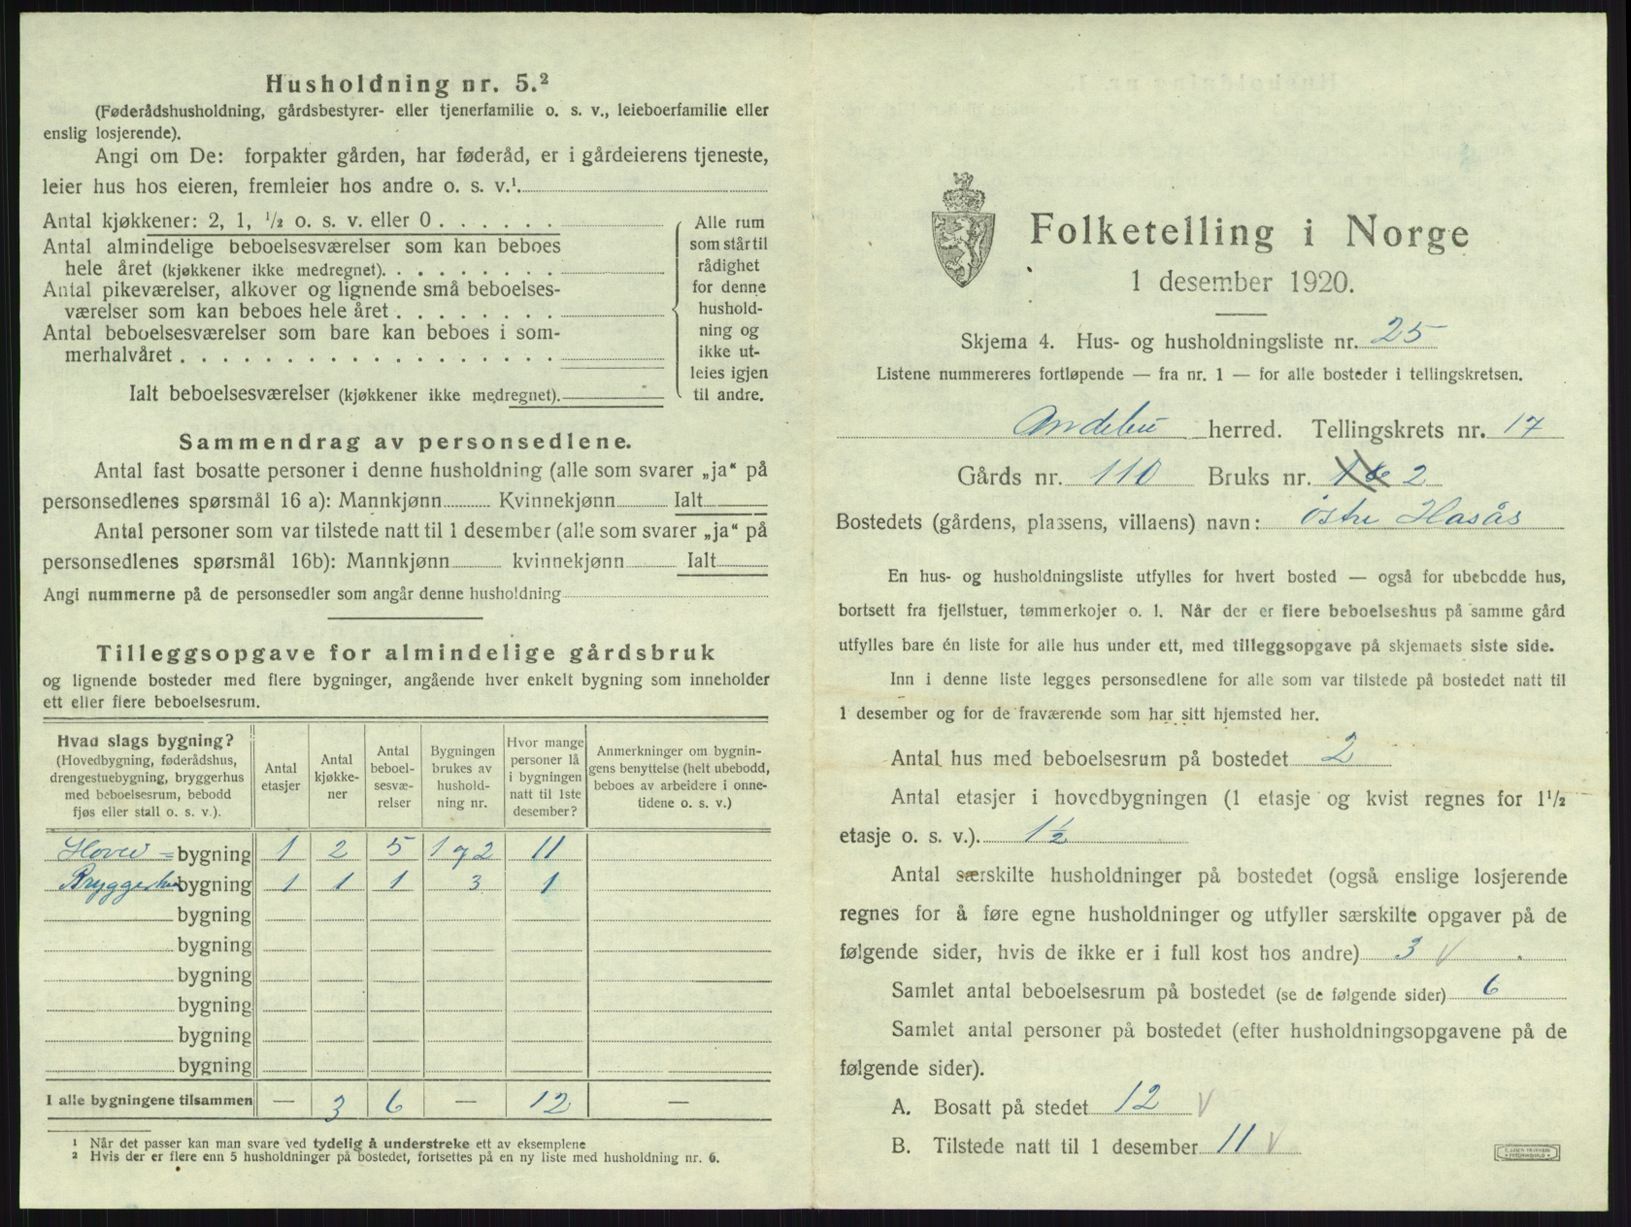 Husholdning nr. 5.²
(Føderådshusholdning, gårdsbestyrer- eller tjenerfamilie o. s. v., leieboerfamilie eller
enslig losjerende).
Angi om De: forpakter gården, har føderåd, er i gårdeierens tjeneste,
leier hus hos eieren, fremleier hos andre o. s. v.¹
Antal kjøkkener: 2, 1, ½ o. s. v. eller 0
Antal almindelige beboelsesværelser som kan beboes
hele året (kjøkkener ikke medregnet)
Antal pikeværelser, alkover og lignende små beboelses-
værelser som kan beboes hele året
Antal beboelsesværelser som bare kan beboes i som-
merhalvåret
Ialt beboelsesværelser (kjøkkener ikke medregnet)
Alle rum
som står til
rådighet
for denne
hushold-
ning og
ikke ut-
leies igjen
til andre.
Sammendrag av personsedlene.
Antal fast bosatte personer i denne husholdning (alle som svarer „ja“ på
personsedlenes spørsmål 16 a): Mannkjønn Kvinnekjønn Ialt
Antal personer som var tilstede natt til 1 desember (alle som svarer „ja“ på
personsedlenes spørsmål 16b): Mannkjønn kvinnekjønn Ialt
Angi nummerne på de personsedler som angår denne husholdning
Tilleggsopgave for almindelige gårdsbruk
og lignende bosteder med flere bygninger, angående hver enkelt bygning som inneholder
ett eller flere beboelsesrum.
Hvad slags bygning?
(Hovedbygning, føderådshus,
drengestuebygning, bryggerhus
med beboelsesrum, bebodd
fjøs eller stall o. s. v.).
Antal
etasjer
Antal
kjøkke-
ner
Antal
beboel-
sesvæ-
relser
Bygningen
brukes av
hushold-
ning nr.
Hvor mange
personer lå
i bygningen
natt til 1ste
desember?
Anmerkninger om bygnin-
gens benyttelse (helt ubebodd,
beboes av arbeidere i onne-
tidene o. s. v.)
Hoved = bygning 1 2 5 1 og 2 11
Bryggerhus bygning 1 1 1 3 1
bygning
bygning
bygning
bygning
bygning
bygning
I alle bygningene tilsammen — 3 6 — 12 —
¹ Når det passer kan man svare ved tydelig å understreke ett av eksemplene
² Hvis der er flere enn 5 husholdninger på bostedet, fortsettes på en ny liste med husholdning nr. 6.
Folketelling i Norge
1 desember 1920.
Skjema 4. Hus- og husholdningsliste nr. 25
Listene nummereres fortløpende — fra nr. 1 — for alle bosteder i tellingskretsen.
Andebu herred. Tellingskrets nr. 17
Gårds nr. 110 Bruks nr. 2
Bostedets (gårdens, plassens, villaens) navn: østre Hasås
En hus- og husholdningsliste utfylles for hvert bosted — også for ubebodde hus,
bortsett fra fjellstuer, tømmerkojer o. l. Når der er flere beboelseshus på samme gård
utfylles bare én liste for alle hus under ett, med tilleggsopgave på skjemaets siste side.
Inn i denne liste legges personsedlene for alle som var tilstede på bostedet natt til
1 desember og for de fraværende som har sitt hjemsted her.
Antal hus med beboelsesrum på bostedet 2
Antal etasjer i hovedbygningen (1 etasje og kvist regnes for 1½
etasje o. s. v.). 1½
Antal særskilte husholdninger på bostedet (også enslige losjerende
regnes for å føre egne husholdninger og utfyller særskilte opgaver på de
følgende sider, hvis de ikke er i full kost hos andre) 3 v
Samlet antal beboelsesrum på bostedet (se de følgende sider) 6
Samlet antal personer på bostedet (efter husholdningsopgavene på de
følgende sider).
A. Bosatt på stedet 12 v
B. Tilstede natt til 1 desember 11 v